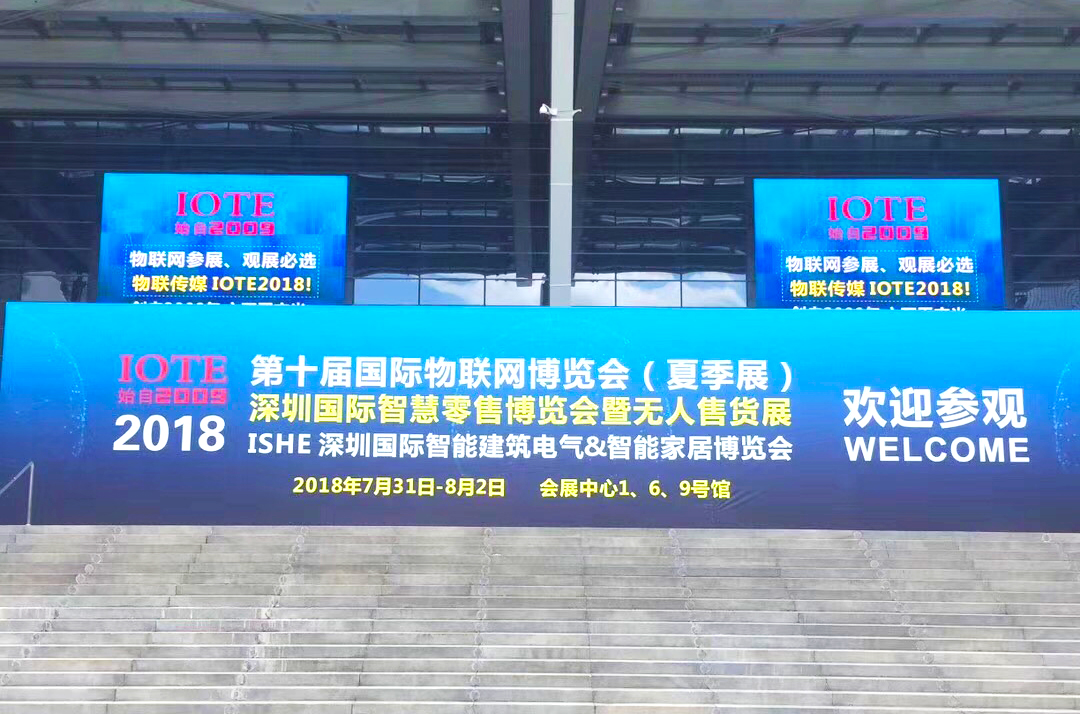 IOTE
始自2009
物联网参展、观展必选
物联传媒 IOTE2018!
IOTE
始自2009
物联网参展、观展必选
物联传媒 IOTE2018!
IOTE
始自2009
2018
第十届国际物联网博览会（夏季展）
深圳国际智慧零售博览会暨无人售货展
ISHE 深圳国际智能建筑电气&智能家居博览会
2018年7月31日-8月2日 会展中心1、6、9号馆
欢迎参观
WELCOME